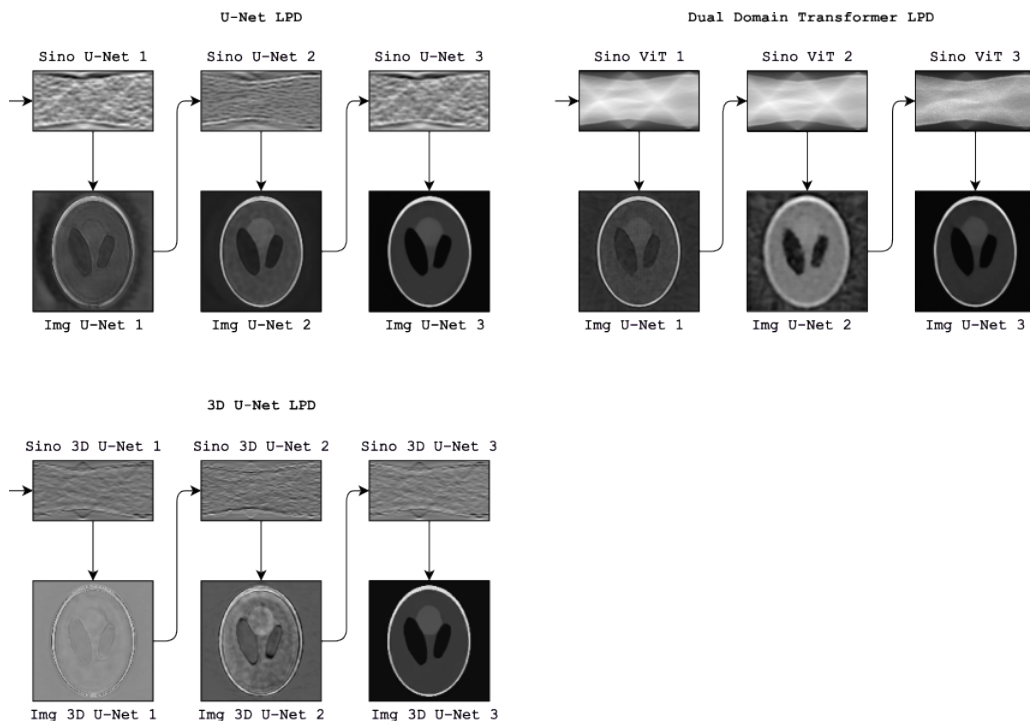 U-Net LPD
Sino U-Net 1
Sino U-Net 2
Sino U-Net 3
Img U-Net 1
Img U-Net 2
Img U-Net 3
Dual Domain Transformer LPD
Sino ViT 1
Sino ViT 2
Sino ViT 3
Img U-Net 1
Img U-Net 2
Img U-Net 3
3D U-Net LPD
Sino 3D U-Net 1
Sino 3D U-Net 2
Sino 3D U-Net 3
Img 3D U-Net 1
Img 3D U-Net 2
Img 3D U-Net 3